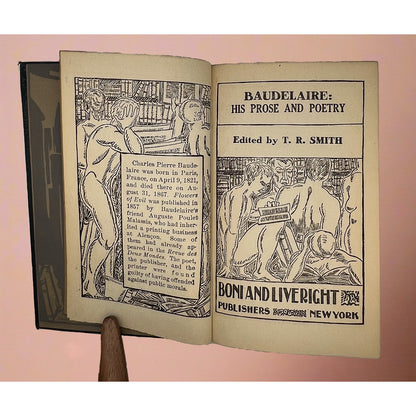 Charles Pierre Baude-
laire was born in Paris,
France, on April 9, 1821,
and died there on Au-
gust 31, 1867. Flowers
of Evil was published in
1857 by Baudelaire's
friend Auguste Poulet
Malassis, who had inher-
ited a printing business
at Alençon. Some of
them had already ap-
peared in the Revue des
Deux Mondes. The poet,
the publisher, and the
printer were found
guilty of having offended
against public morals.
BAUDELAIRE:
HIS PROSE AND POETRY
Edited by T. R. SMITH
BONI AND LIVERIGHT
PUBLISHERS NEW YORK